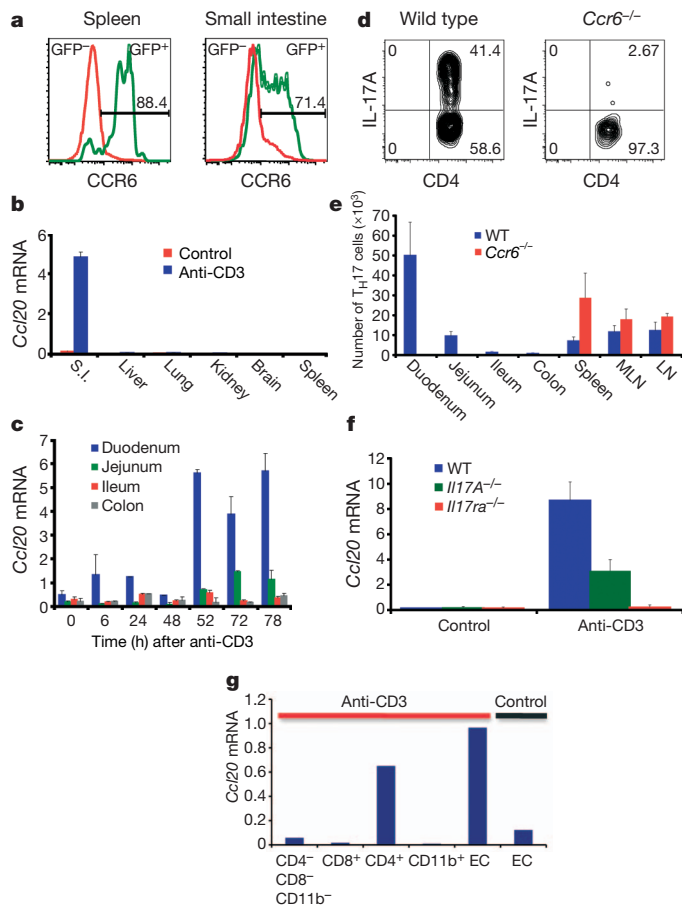 a
Spleen
Small intestine
GFP⁻
GFP⁺
88.4
CCR6
GFP⁻
GFP⁺
71.4
CCR6
d
Wild type
Ccr6⁻/⁻
IL-17A
0
41.4
0
58.6
CD4
IL-17A
0
2.67
0
97.3
CD4
b
Ccl20 mRNA
6
4
2
0
Control
Anti-CD3
S.I.
Liver
Lung
Kidney
Brain
Spleen
e
Number of TH17 cells (×10³)
70
60
50
40
30
20
10
0
WT
Ccr6⁻/⁻
Duodenum
Jejunum
Ileum
Colon
Spleen
MLN
LN
c
Ccl20 mRNA
7
6
5
4
3
2
1
0
Duodenum
Jejunum
Ileum
Colon
0 6 24 48 52 72 78
Time (h) after anti-CD3
f
Ccl20 mRNA
12
10
8
6
4
2
0
WT
Il17A⁻/⁻
Il17ra⁻/⁻
Control
Anti-CD3
g
Ccl20 mRNA
1.2
1.0
0.8
0.6
0.4
0.2
0
Anti-CD3
Control
CD4⁻ CD8⁺ CD4⁺ CD11b⁺ EC EC
CD8⁻
CD11b⁻